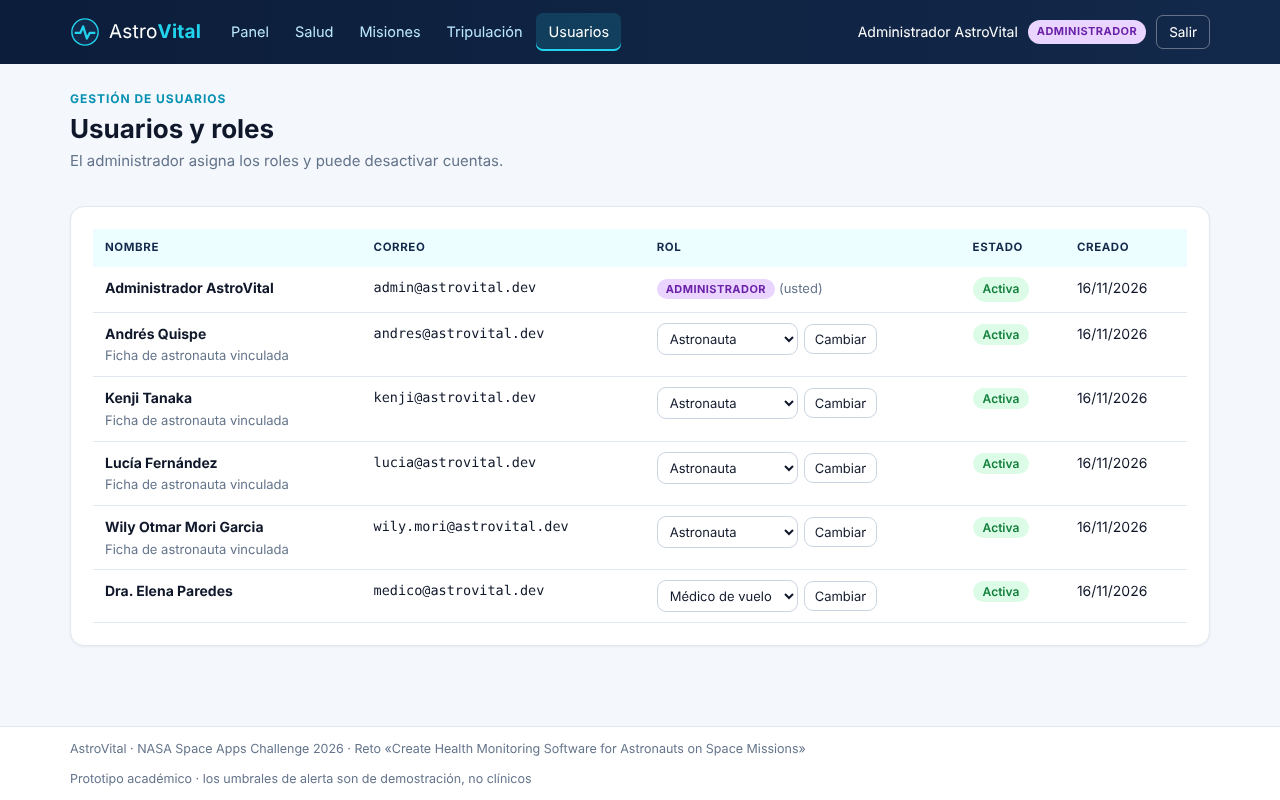 AstroVital Panel Salud Misiones Tripulación Usuarios Administrador AstroVital ADMINISTRADOR Salir
GESTIÓN DE USUARIOS
Usuarios y roles
El administrador asigna los roles y puede desactivar cuentas.
NOMBRE CORREO ROL ESTADO CREADO
Administrador AstroVital admin@astrovital.dev ADMINISTRADOR (usted) Activa 16/11/2026
Andrés Quispe andres@astrovital.dev Astronauta Cambiar Activa 16/11/2026
Ficha de astronauta vinculada
Kenji Tanaka kenji@astrovital.dev Astronauta Cambiar Activa 16/11/2026
Ficha de astronauta vinculada
Lucía Fernández lucia@astrovital.dev Astronauta Cambiar Activa 16/11/2026
Ficha de astronauta vinculada
Wily Otmar Mori Garcia wily.mori@astrovital.dev Astronauta Cambiar Activa 16/11/2026
Ficha de astronauta vinculada
Dra. Elena Paredes medico@astrovital.dev Médico de vuelo Cambiar Activa 16/11/2026
AstroVital · NASA Space Apps Challenge 2026 · Reto «Create Health Monitoring Software for Astronauts on Space Missions»
Prototipo académico · los umbrales de alerta son de demostración, no clínicos